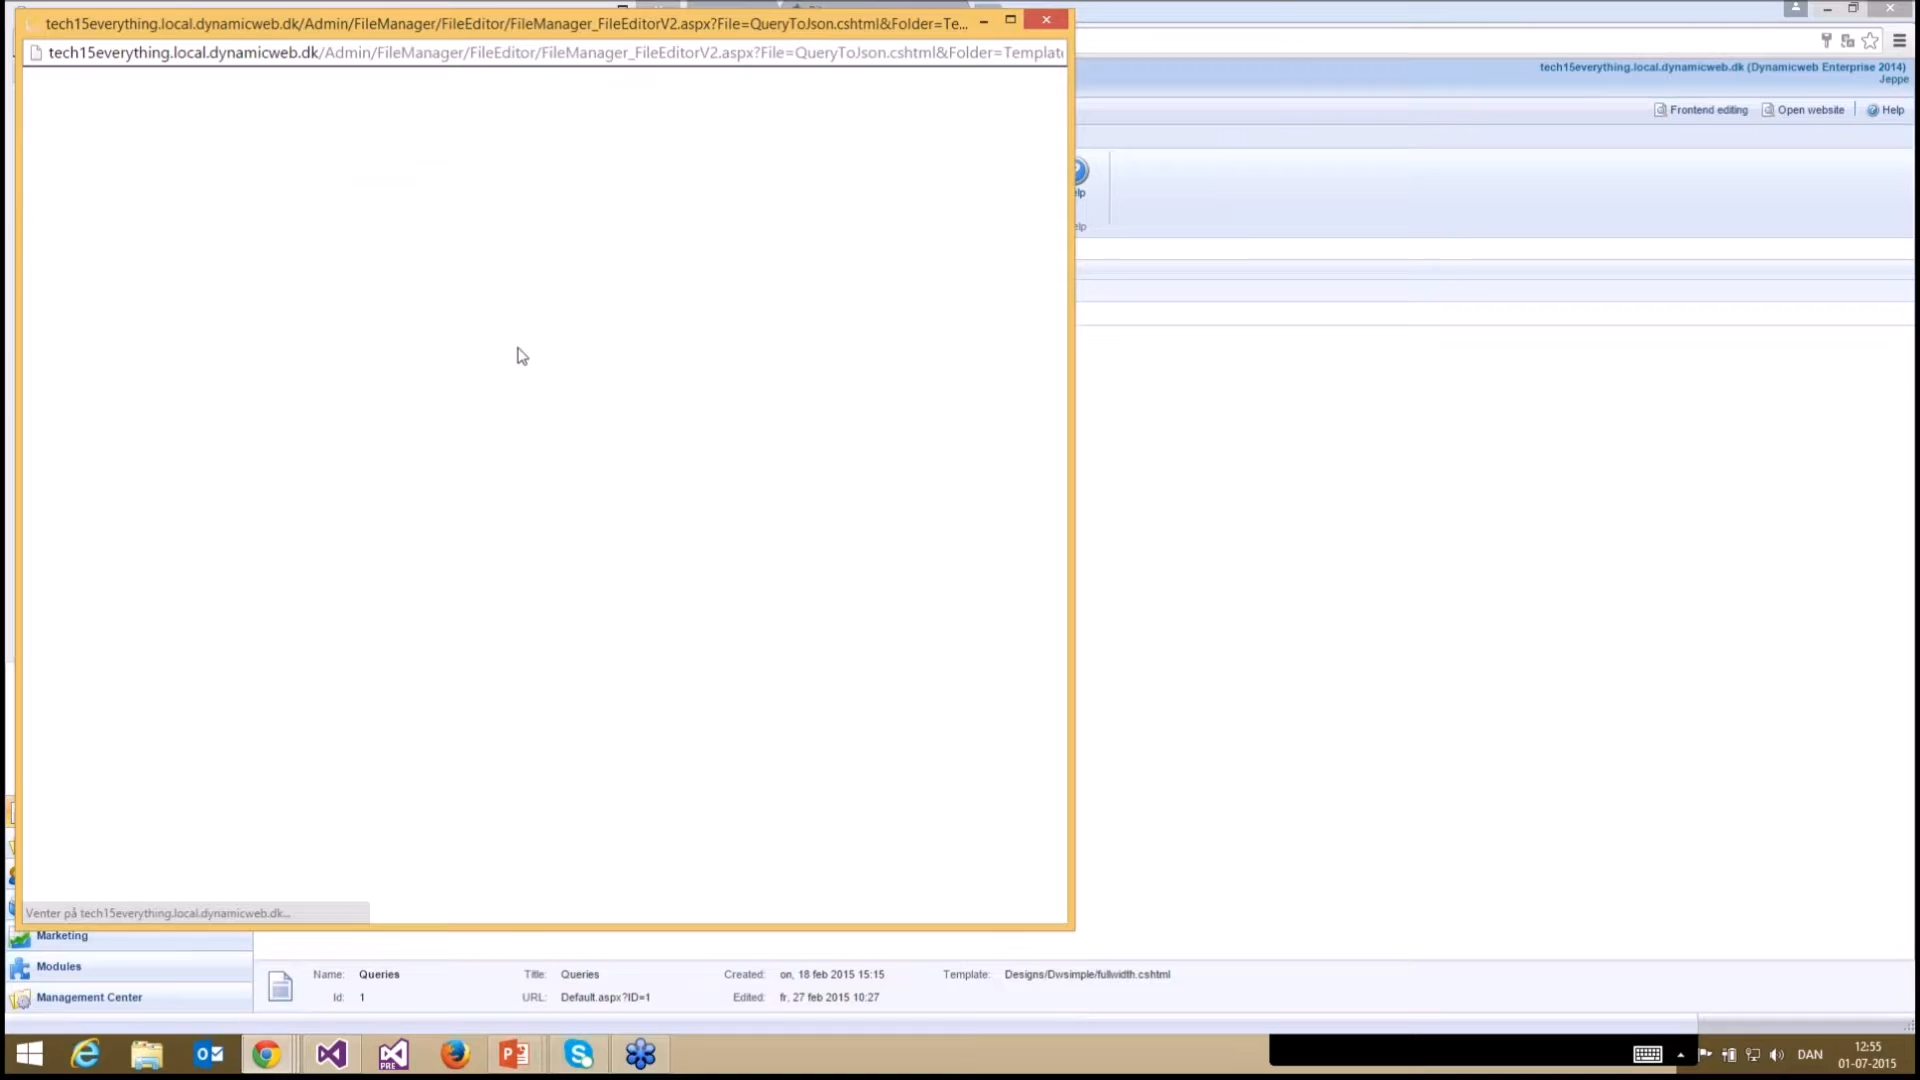 tech15everything.local.dynamicweb.dk/Admin/FileManager/FileEditor/FileManager_FileEditorV2.aspx?File=QueryToJson.cshtml&Folder=Te...
tech15everything.local.dynamicweb.dk/Admin/FileManager/FileEditor/FileManager_FileEditorV2.aspx?File=QueryToJson.cshtml&Folder=Templat
tech15everything.local.dynamicweb.dk (Dynamicweb Enterprise 2014)
Jeppe
Frontend editing Open website Help
lp
lp
Venter på tech15everything.local.dynamicweb.dk...
Marketing
Modules
Management Center
Name: Queries Title: Queries Created: on, 18 feb 2015 15:15 Template: Designs/Dwsimple/fullwidth.cshtml
Id: 1 URL: Default.aspx?ID=1 Edited: fr, 27 feb 2015 10:27
DAN
12:55
01-07-2015